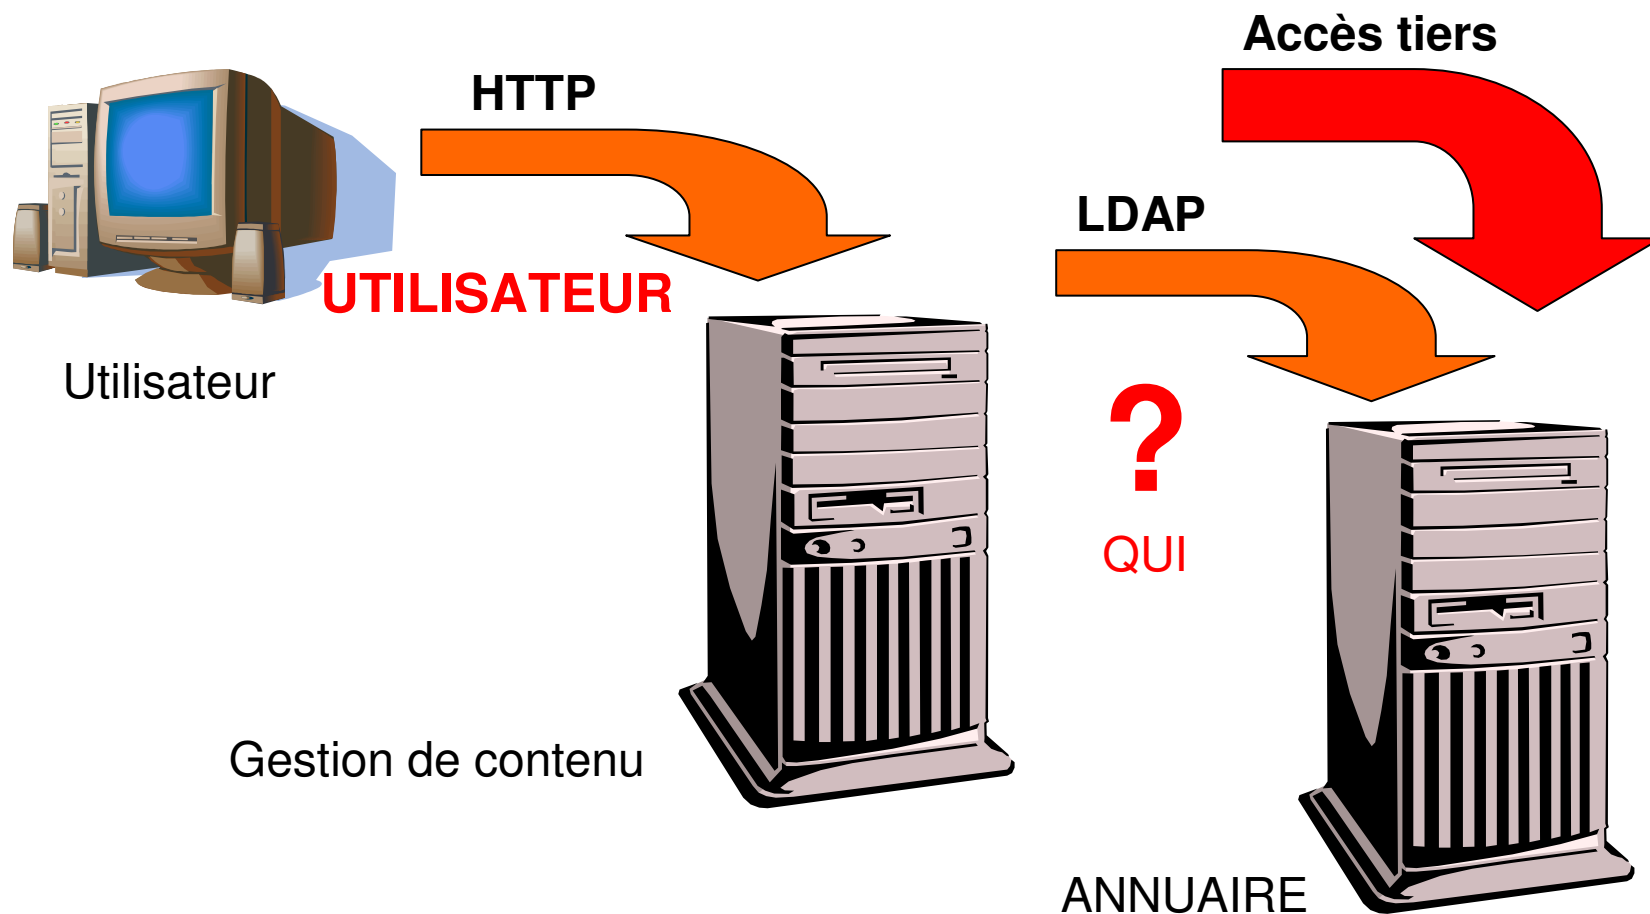 Accès tiers
HTTP
LDAP
UTILISATEUR
Utilisateur
?
QUI
Gestion de contenu
ANNUAIRE